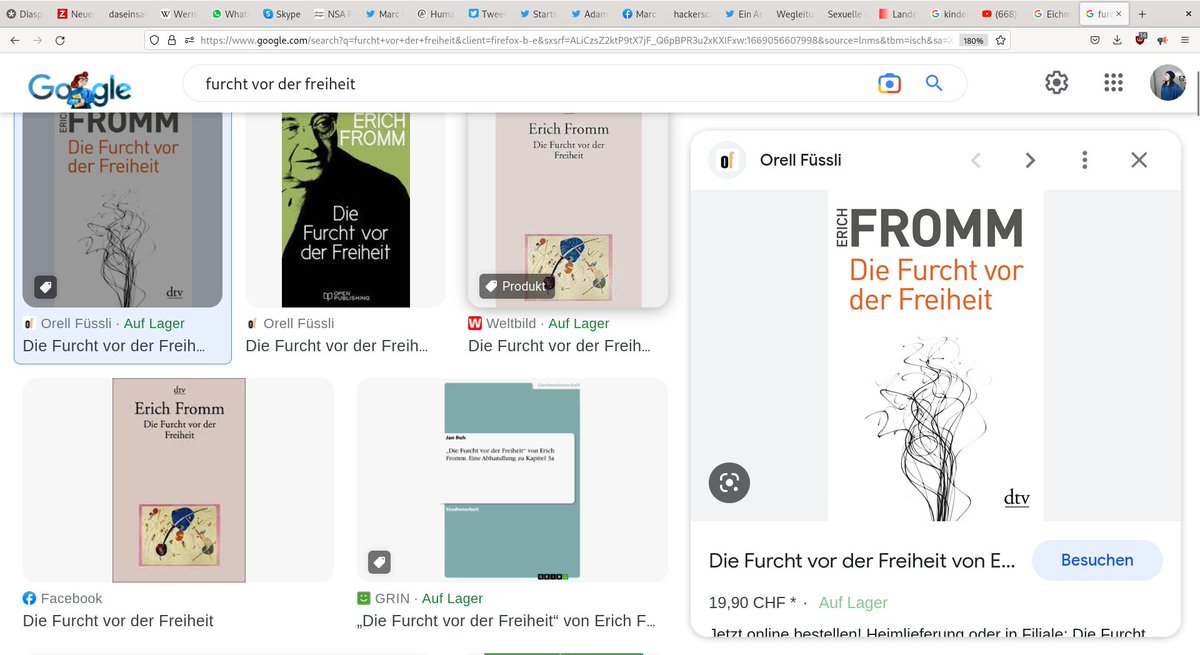 Diasp
Neues
daseinsan
Werni
Whats
Skype
NSA F
Marc
Huma
Tweet
Starts
Adam
Marc
hackersch
Ein Ar
Wegleitu
Sexuelle
Lande
kinde
(668)
Eichm
furc
https://www.google.com/search?q=furcht+vor+der+freiheit&client=firefox-b-e&sxsrf=ALiCzsZ2ktP9tX7jF_Q6pBPR3u2xKXIFxw:1669056607998&source=lnms&tbm=isch&sa=X
180%
Google
furcht vor der freiheit
ERICH
FROMM
Die Furcht vor
der Freiheit
dtv
Orell Füssli · Auf Lager
Die Furcht vor der Freih...
ERICH
FROMM
Die
Furcht vor
der Freiheit
OPEN
PUBLISHING
Orell Füssli
Die Furcht vor der Freih...
Erich Fromm
Die Furcht vor der
Freiheit
Produkt
Weltbild · Auf Lager
Die Furcht vor der Freih...
dtv
Erich Fromm
Die Furcht vor der
Freiheit
Facebook
Die Furcht vor der Freiheit
Geisteswissenschaft
Jan Roh
„Die Furcht vor der Freiheit“ von Erich
Fromm. Eine Abhandlung zu Kapitel 3a
Studienarbeit
GRIN
GRIN · Auf Lager
„Die Furcht vor der Freiheit“ von Erich F...
Orell Füssli
ERICH
FROMM
Die Furcht vor
der Freiheit
dtv
Die Furcht vor der Freiheit von E...
Besuchen
19,90 CHF * · Auf Lager
Jetzt online bestellen! Heimlieferung oder in Filiale: Die Furcht